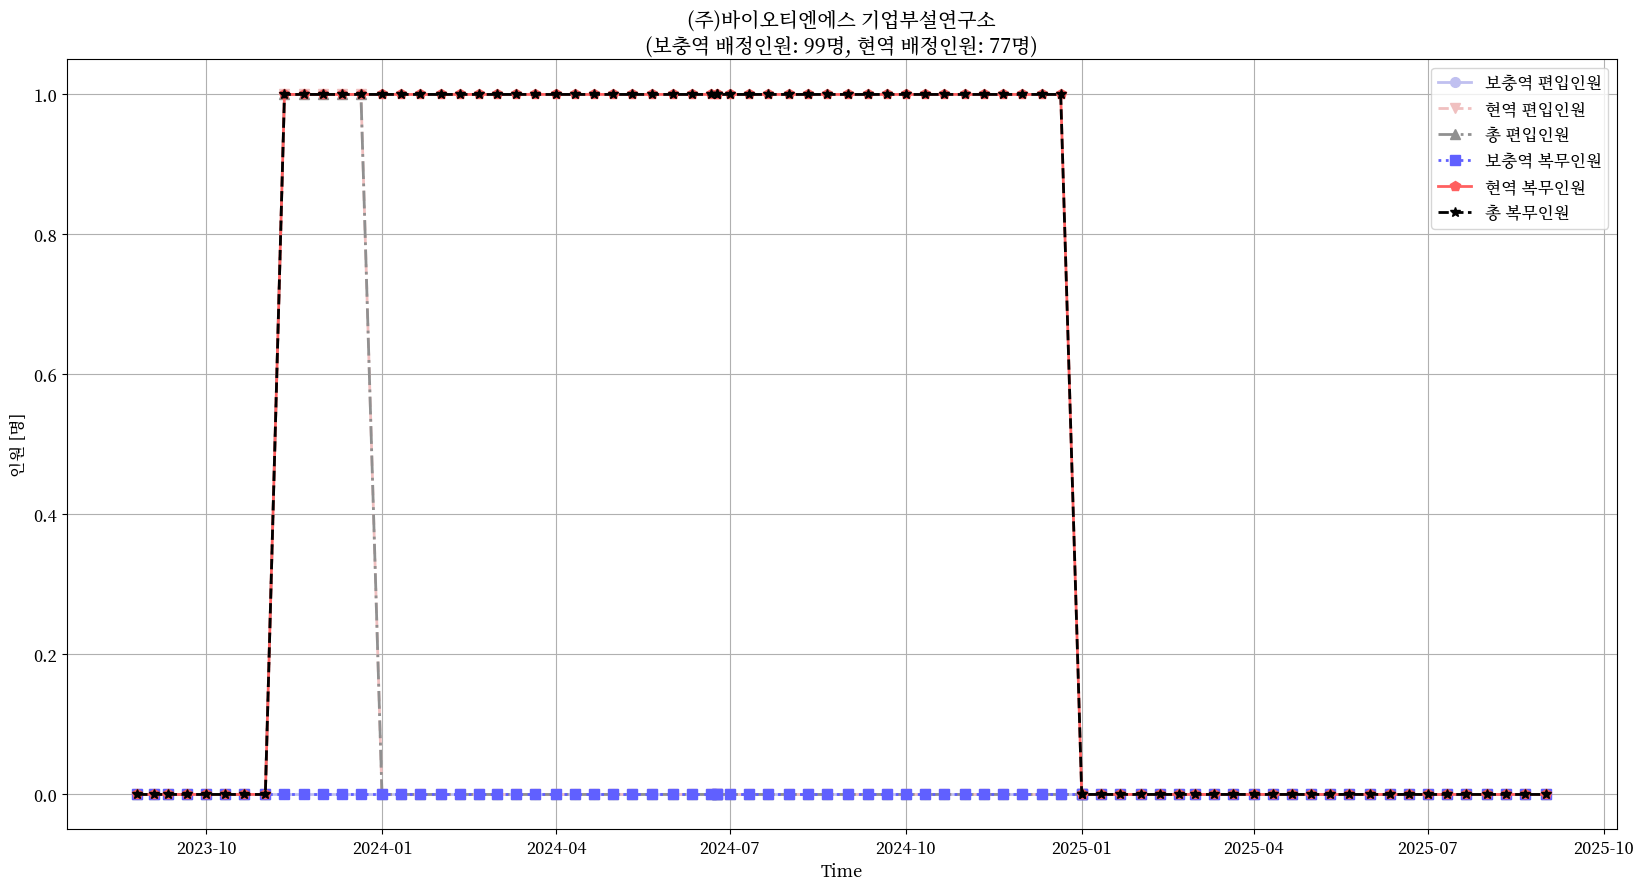 (주)바이오티엔에스 기업부설연구소
(보충역 배정인원: 99명, 현역 배정인원: 77명)
보충역 편입인원
현역 편입인원
총 편입인원
보충역 복무인원
현역 복무인원
총 복무인원
인원 [명]
1.0
0.8
0.6
0.4
0.2
0.0
2023-10
2024-01
2024-04
2024-07
2024-10
2025-01
2025-04
2025-07
2025-10
Time